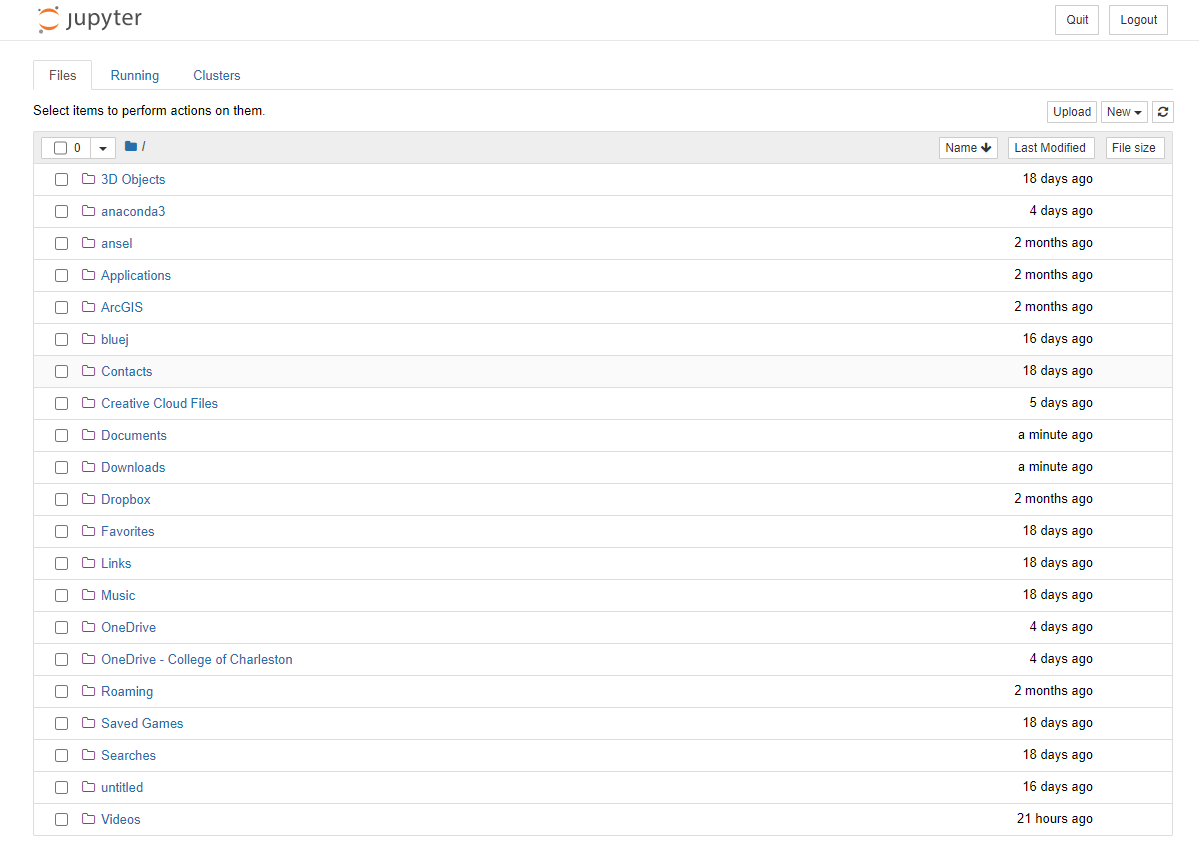 jupyter Quit Logout
Files Running Clusters
Select items to perform actions on them. Upload New
0 / Name Last Modified File size
3D Objects 18 days ago
anaconda3 4 days ago
ansel 2 months ago
Applications 2 months ago
ArcGIS 2 months ago
bluej 16 days ago
Contacts 18 days ago
Creative Cloud Files 5 days ago
Documents a minute ago
Downloads a minute ago
Dropbox 2 months ago
Favorites 18 days ago
Links 18 days ago
Music 18 days ago
OneDrive 4 days ago
OneDrive - College of Charleston 4 days ago
Roaming 2 months ago
Saved Games 18 days ago
Searches 18 days ago
untitled 16 days ago
Videos 21 hours ago